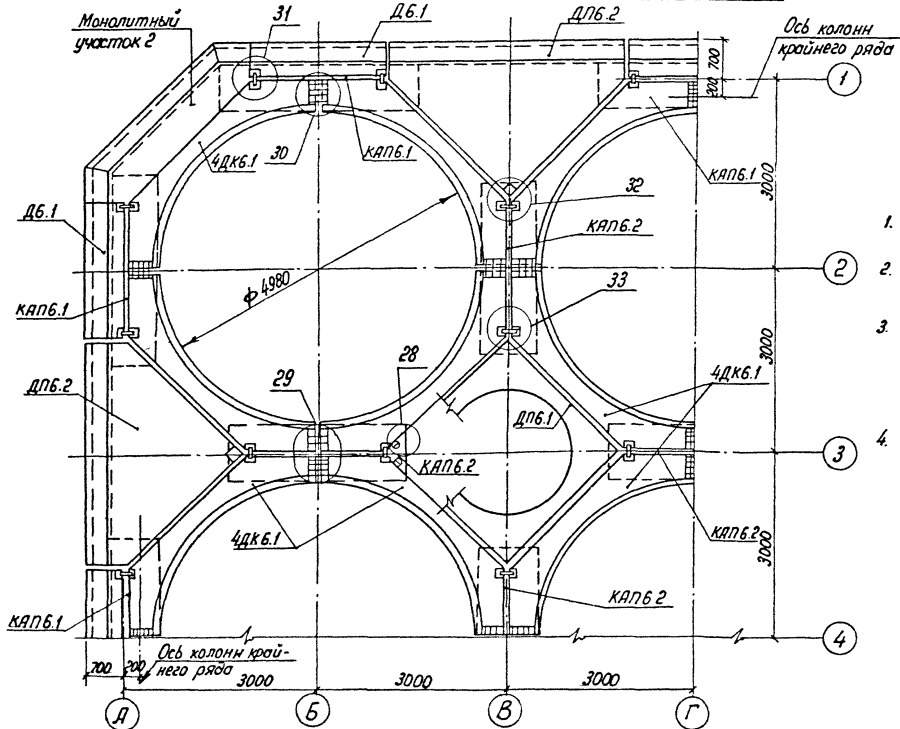 Монолитный
участок 2
31
Д.6.1
ДП6.2
Ось колонн
крайнего ряда
700
200
1
4ДК6.1
30
КАП6.1
КАП6.1
3000
32
Д6.1
КАП6.2
1.
ф 4980
2
2.
КАП6.1
33
3.
3000
ДП6.2
29
28
4ДК6.1
ДП6.1
4.
3
КАП6.2
4ДК6.1
КАП6.2
3000
КАП6.1
КАП6.2
4
Ось колонн край-
него ряда
700
200
3000
3000
3000
А
Б
В
Г